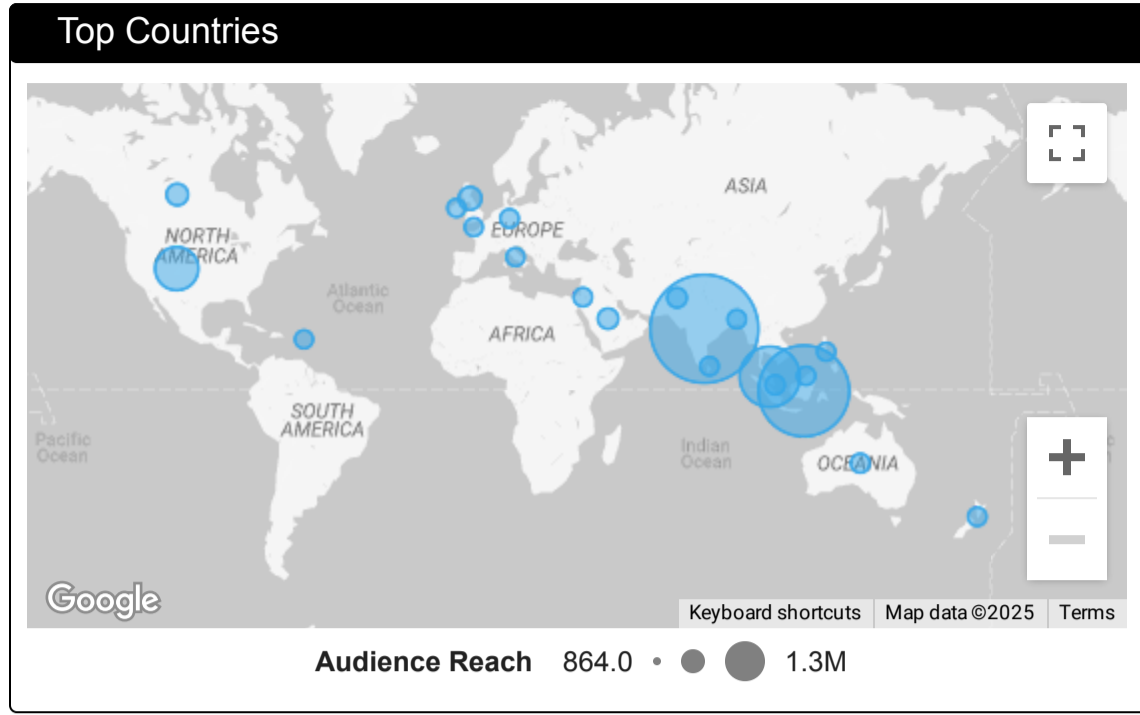 Top Countries
ASIA
NORTH
AMERICA
EUROPE
Atlantic
Ocean
AFRICA
SOUTH
AMERICA
Pacific
Ocean
Indian
Ocean
OCEANIA
Google
Keyboard shortcuts
Map data ©2025
Terms
Audience Reach 864.0 1.3M